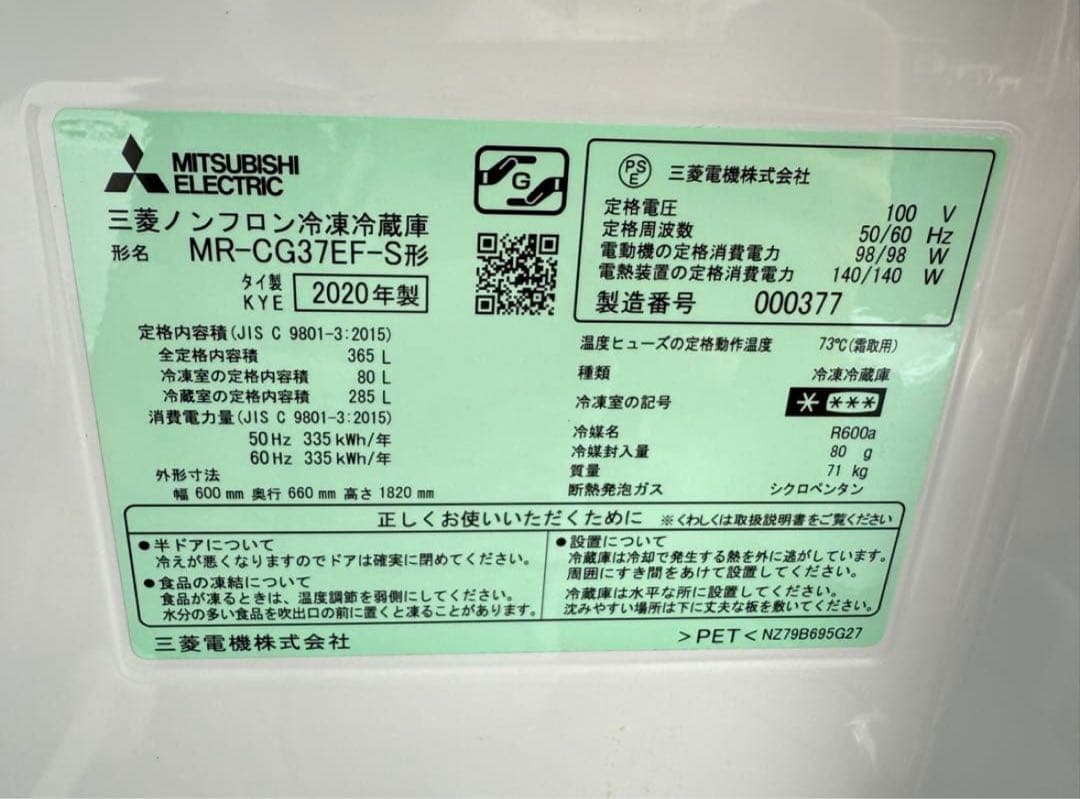 MITSUBISHI
ELECTRIC
三菱ノンフロン冷凍冷蔵庫
形名 MR-CG37EF-S形
タイ製
KYE 2020年製
定格内容積(JIS C 9801-3:2015)
全定格内容積 365 L
冷凍室の定格内容積 80 L
冷蔵室の定格内容積 285 L
消費電力量(JIS C 9801-3:2015)
50Hz 335kWh/年
60Hz 335kWh/年
外形寸法
幅 600mm 奥行 660mm 高さ 1820mm
G
PS
E
三菱電機株式会社
定格電圧 100 V
定格周波数 50/60 Hz
電動機の定格消費電力 98/98 W
電熱装置の定格消費電力 140/140 W
製造番号 000377
温度ヒューズの定格動作温度 73℃(霜取用)
種類 冷凍冷蔵庫
冷凍室の記号 * ***
冷媒名 R600a
冷媒封入量 80 g
質量 71 kg
断熱発泡ガス シクロペンタン
正しくお使いいただくために ※くわしくは取扱説明書をご覧ください
●半ドアについて
冷えが悪くなりますのでドアは確実に閉めてください。
●食品の凍結について
食品が凍るときは、温度調節を弱側にしてください。
水分の多い食品を吹出口の前に置くと凍ることがあります。
●設置について
冷蔵庫は冷却で発生する熱を外に逃がしています。
周囲にすき間をあけて設置してください。
冷蔵庫は水平な所に設置してください。
沈みやすい場所は下に丈夫な板を敷いてください。
三菱電機株式会社
>PET< NZ79B695G27